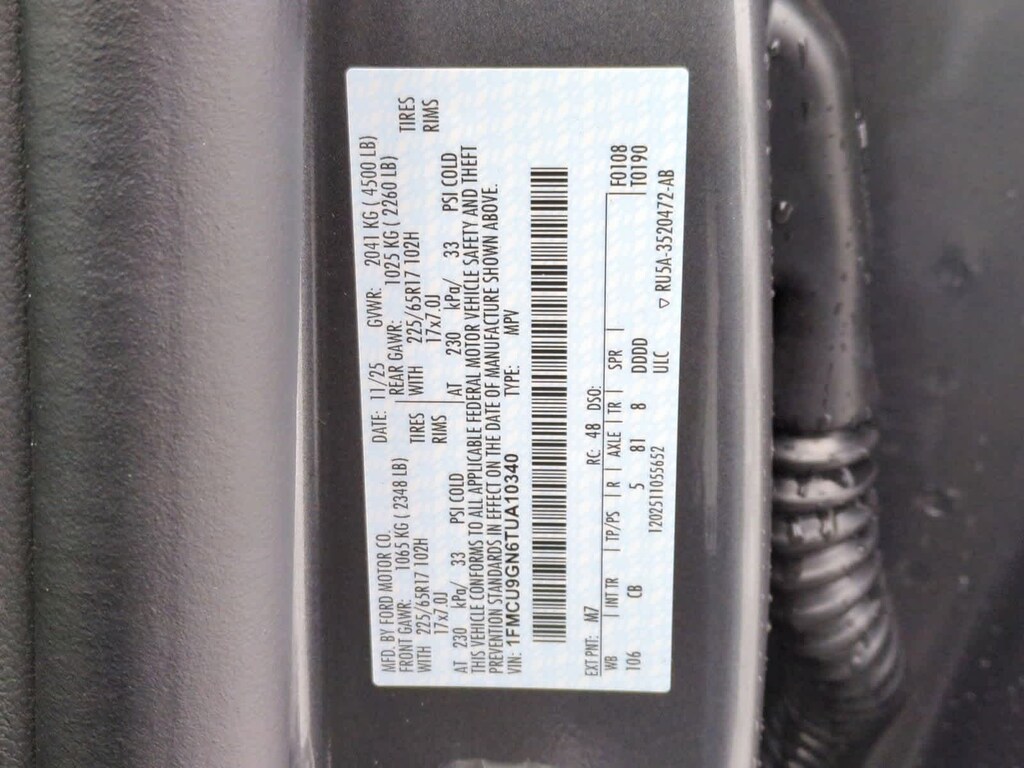 MFD. BY FORD MOTOR CO.
DATE: 11/25 GVWR: 2041 KG ( 4500 LB)
FRONT GAWR: 1065 KG ( 2348 LB)
REAR GAWR: 1025 KG ( 2260 LB)
WITH 225/65R17 102H TIRES
WITH 225/65R17 102H TIRES
17x7.0J RIMS
17x7.0J RIMS
AT 230 kPa/ 33 PSI COLD
AT 230 kPa/ 33 PSI COLD
THIS VEHICLE CONFORMS TO ALL APPLICABLE FEDERAL MOTOR VEHICLE SAFETY AND THEFT
PREVENTION STANDARDS IN EFFECT ON THE DATE OF MANUFACTURE SHOWN ABOVE.
VIN: 1FMCU9GN6TUA10340 TYPE: MPV
EXT PNT: M7 RC: 48 DSO: F0108
WB INT TR TP/PS R AXLE TR SPR T0190
106 CB 5 81 8 DDDD
1202511055652 ULC ▽ RU5A-3520472-AB